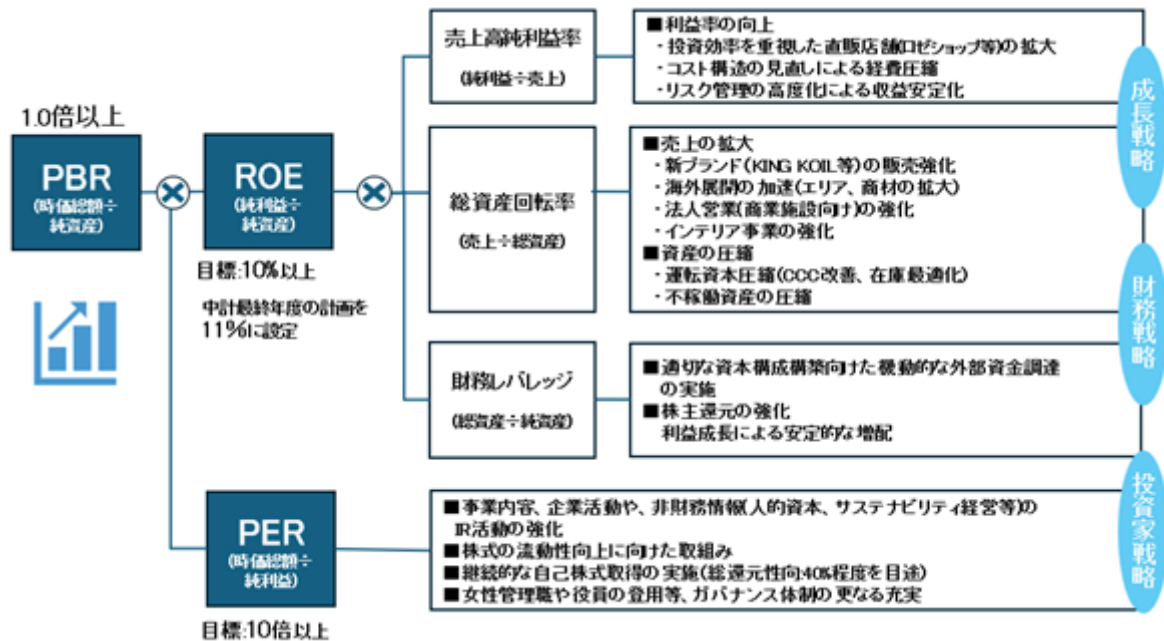 1.0倍以上
PBR
(時価総額÷
純資産)
ROE
(純利益÷
純資産)
目標:10%以上
中計最終年度の計画を
11%に設定
売上高純利益率
(純利益÷売上)
■利益率の向上
・投資効率を重視した直販店舗(ロゼショップ等)の拡大
・コスト構造の見直しによる経費圧縮
・リスク管理の高度化による収益安定化
総資産回転率
(売上÷総資産)
■売上の拡大
・新ブランド(KING KOIL等)の販売強化
・海外展開の加速(エリア、商材の拡大)
・法人営業(商業施設向け)の強化
・インテリア事業の強化
■資産の圧縮
・運転資本圧縮(CCC改善、在庫最適化)
・不稼働資産の圧縮
財務レバレッジ
(総資産÷純資産)
■適切な資本構成構築向けた機動的な外部資金調達
の実施
■株主還元の強化
利益成長による安定的な増配
PER
(時価総額÷
純利益)
目標:10倍以上
■事業内容、企業活動や、非財務情報(人的資本、サステナビリティ経営等)の
IR活動の強化
■株式の流動性向上に向けた取組み
■継続的な自己株式取得の実施(総還元性向40%程度を目途)
■女性管理職や役員の登用等、ガバナンス体制の更なる充実
成長戦略
財務戦略
投資家戦略